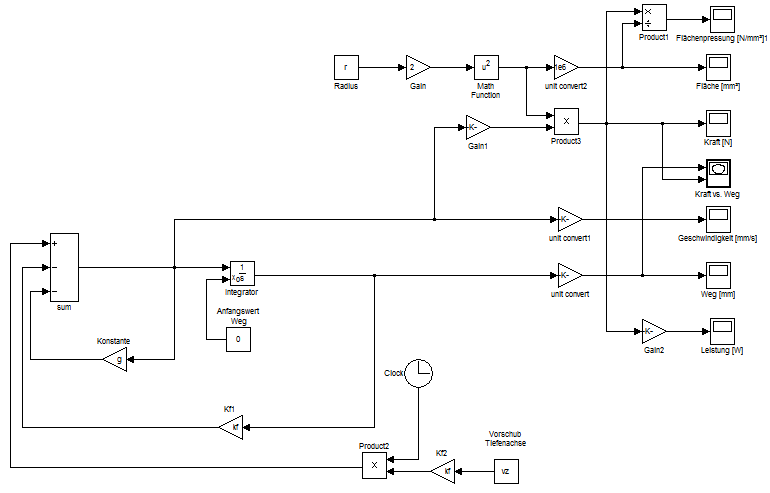 ×
÷
Product1
Flächenpressung [N/mm²]1
r
Radius
2
Gain
u²
Math
Function
1e6
unit convert2
Fläche [mm²]
-K-
Gain1
X
Product3
Kraft [N]
Kraft vs. Weg
-K-
unit convert1
Geschwindigkeit [mm/s]
+
−
−
sum
1
xo s
Integrator
-K-
unit convert
Weg [mm]
Anfangswert
Weg
0
Konstante
g
-K-
Gain2
Leistung [W]
Clock
Kf1
kf
Product2
X
Kf2
kf
Vorschub
Tiefenachse
vz